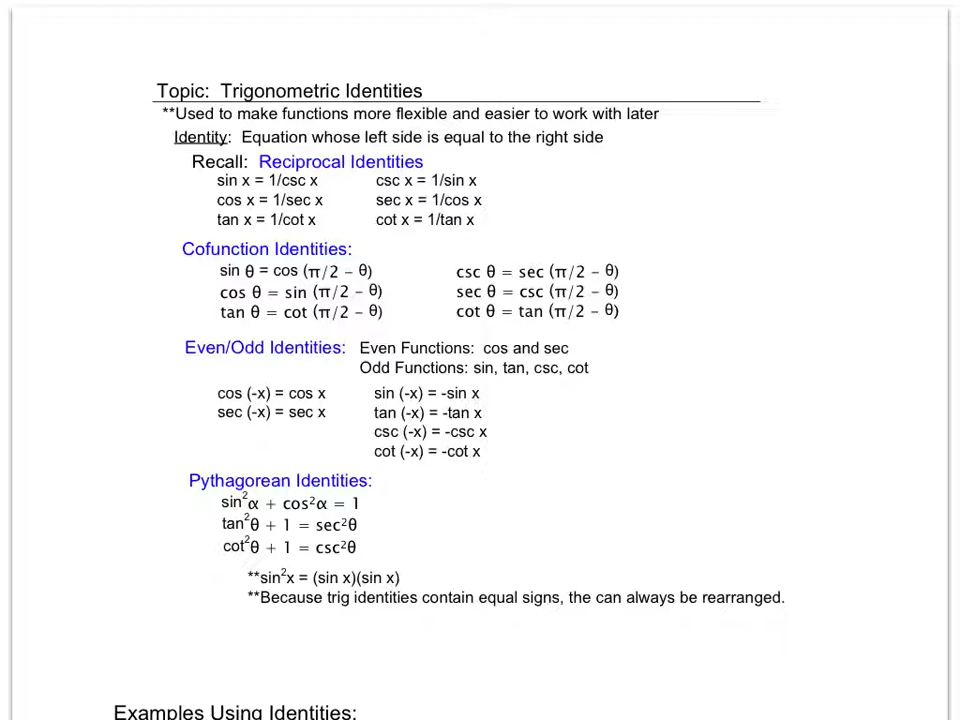 Topic: Trigonometric Identities
**Used to make functions more flexible and easier to work with later
Identity: Equation whose left side is equal to the right side
Recall: Reciprocal Identities
sin x = 1/csc x csc x = 1/sin x
cos x = 1/sec x sec x = 1/cos x
tan x = 1/cot x cot x = 1/tan x
Cofunction Identities:
sin θ = cos (π/2 – θ) csc θ = sec (π/2 – θ)
cos θ = sin (π/2 – θ) sec θ = csc (π/2 – θ)
tan θ = cot (π/2 – θ) cot θ = tan (π/2 – θ)
Even/Odd Identities: Even Functions: cos and sec
Odd Functions: sin, tan, csc, cot
cos (-x) = cos x sin (-x) = -sin x
sec (-x) = sec x tan (-x) = -tan x
csc (-x) = -csc x
cot (-x) = -cot x
Pythagorean Identities:
sin²α + cos²α = 1
tan²θ + 1 = sec²θ
cot²θ + 1 = csc²θ
**sin²x = (sin x)(sin x)
**Because trig identities contain equal signs, the can always be rearranged.
Examples Using Identities: